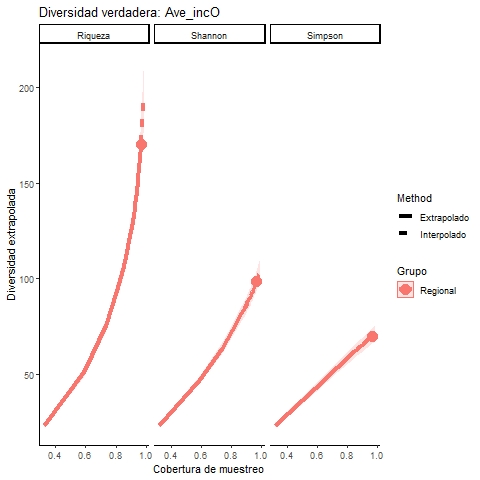 Diversidad verdadera: Ave_incO
Riqueza Shannon Simpson
200
150
100
50
Diversidad extrapolada
0.4 0.6 0.8 1.0 0.4 0.6 0.8 1.0 0.4 0.6 0.8 1.0
Cobertura de muestreo
Method
Extrapolado
Interpolado
Grupo
Regional